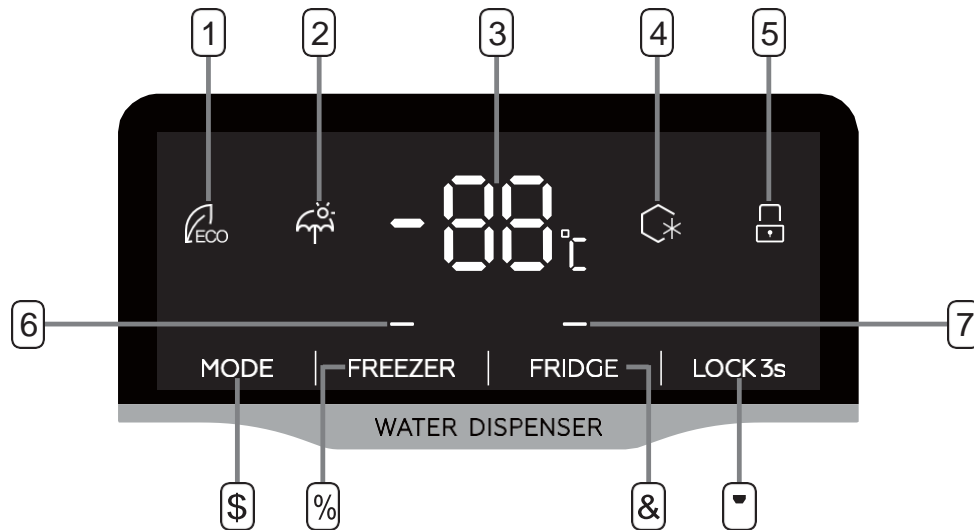 1 2 3 4 5
ECO
-88°C
6 7
MODE FREEZER FRIDGE LOCK 3s
WATER DISPENSER
$ % &